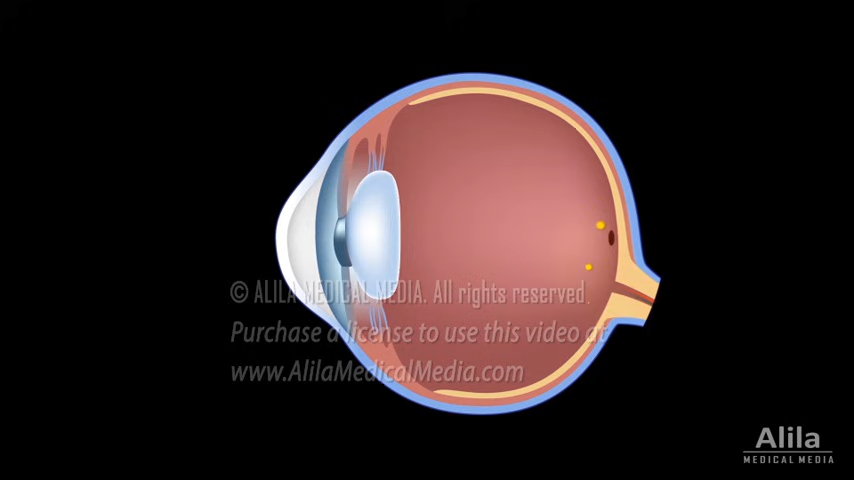 © ALILA MEDICAL MEDIA. All rights reserved.
Purchase a license to use this video at
www.AlilaMedicalMedia.com
Alila
MEDICAL MEDIA